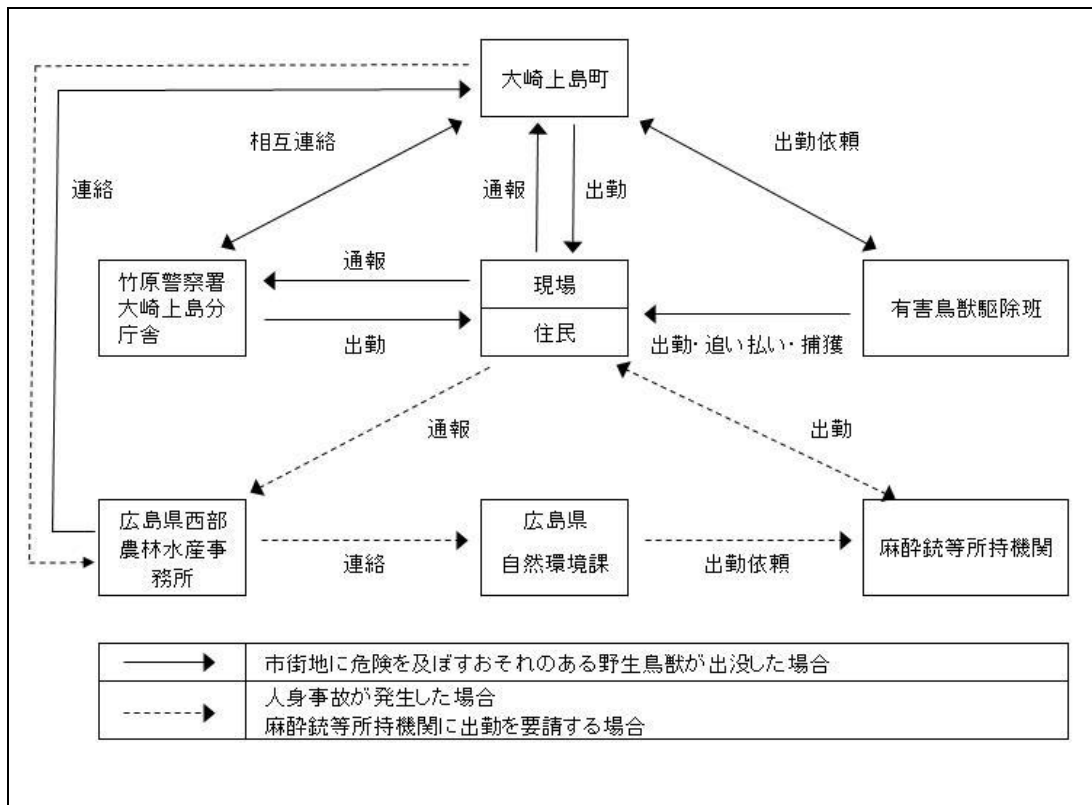 大崎上島町
相互連絡
出勤依頼
連絡
通報
出勤
竹原警察署
大崎上島分
庁舎
通報
出勤
現場
住民
出勤・追い払い・捕獲
有害鳥獣駆除班
通報
出勤
広島県西部
農林水産事
務所
連絡
広島県
自然環境課
出勤依頼
麻酔銃等所持機関
市街地に危険を及ぼすおそれのある野生鳥獣が出没した場合
人身事故が発生した場合
麻酔銃等所持機関に出勤を要請する場合